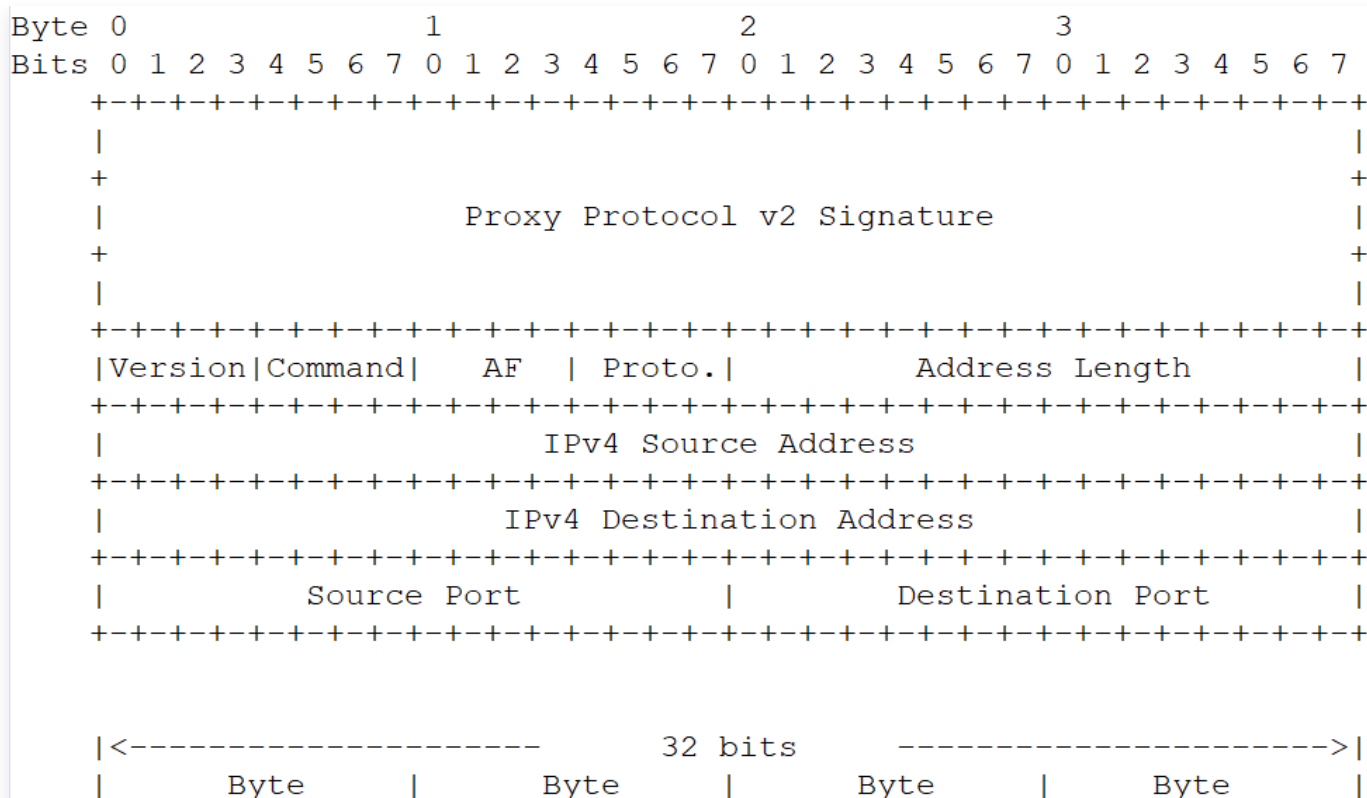 Byte 0               1               2               3
Bits 0 1 2 3 4 5 6 7 0 1 2 3 4 5 6 7 0 1 2 3 4 5 6 7 0 1 2 3 4 5 6 7
    +-+-+-+-+-+-+-+-+-+-+-+-+-+-+-+-+-+-+-+-+-+-+-+-+-+-+-+-+-+-+-+-+
    |                                                               |
    +                                                               +
    |                  Proxy Protocol v2 Signature                  |
    +                                                               +
    |                                                               |
    +-+-+-+-+-+-+-+-+-+-+-+-+-+-+-+-+-+-+-+-+-+-+-+-+-+-+-+-+-+-+-+-+
    |Version|Command|   AF  | Proto.|         Address Length        |
    +-+-+-+-+-+-+-+-+-+-+-+-+-+-+-+-+-+-+-+-+-+-+-+-+-+-+-+-+-+-+-+-+
    |                      IPv4 Source Address                      |
    +-+-+-+-+-+-+-+-+-+-+-+-+-+-+-+-+-+-+-+-+-+-+-+-+-+-+-+-+-+-+-+-+
    |                    IPv4 Destination Address                   |
    +-+-+-+-+-+-+-+-+-+-+-+-+-+-+-+-+-+-+-+-+-+-+-+-+-+-+-+-+-+-+-+-+
    |          Source Port          |        Destination Port       |
    +-+-+-+-+-+-+-+-+-+-+-+-+-+-+-+-+-+-+-+-+-+-+-+-+-+-+-+-+-+-+-+-+
    |<---------------------      32 bits     ---------------------->|
    |      Byte     |      Byte     |      Byte     |     Byte      |